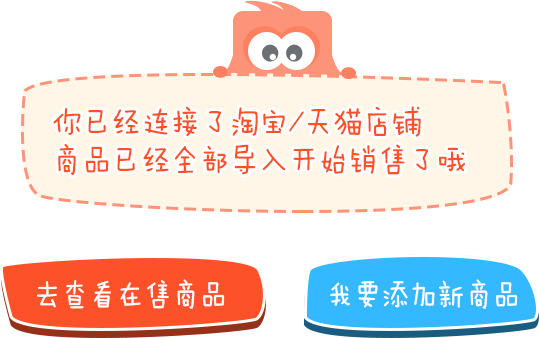 你已经连接了淘宝/天猫店铺
商品已经全部导入开始销售了哦
去查看在售商品
我要添加新商品